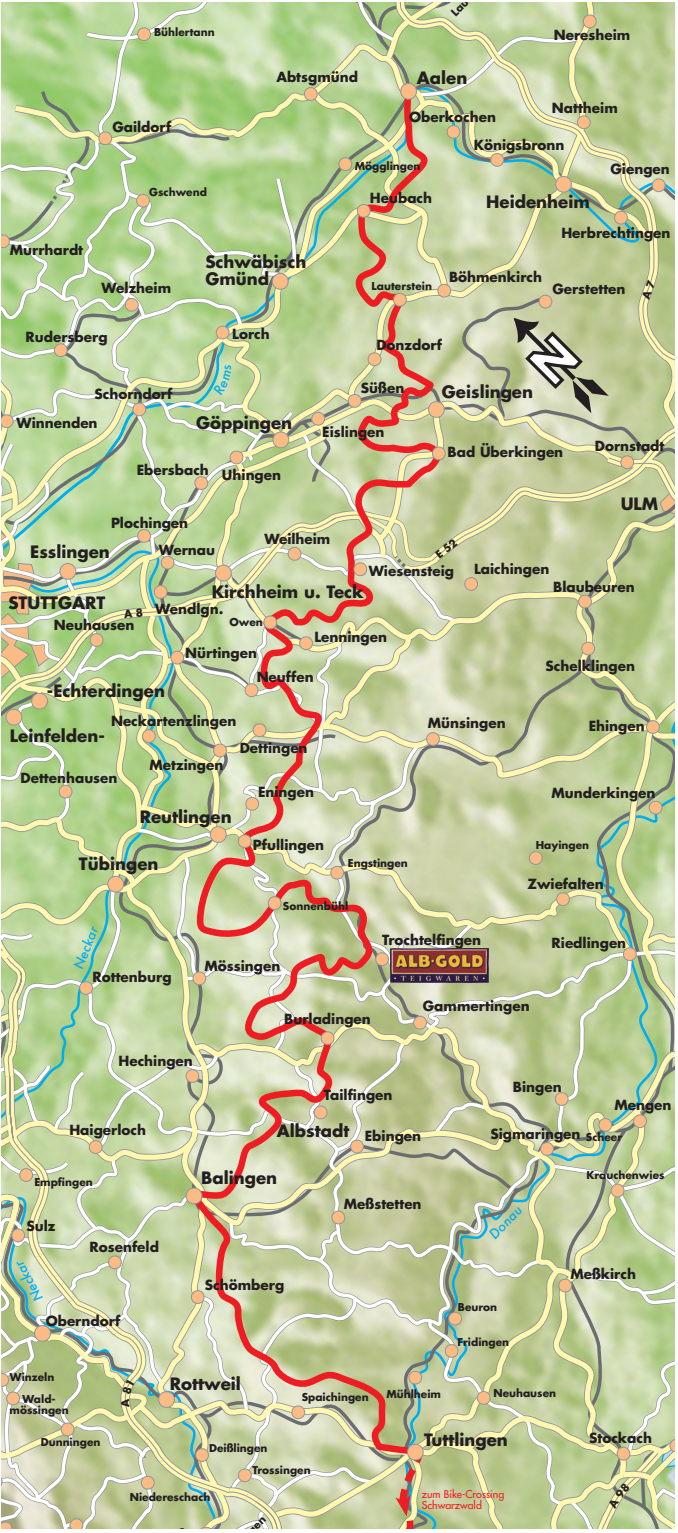 Lau
Bühlertann
Neresheim
Abtsgmünd
Aalen
Nattheim
Oberkochen
Gaildorf
Königsbronn
Mögglingen
Giengen
Gschwend
Heubach
Heidenheim
Herbrechtingen
Murrhardt
Schwäbisch
Gmünd
Böhmenkirch
Lauterstein
Gerstetten
A 7
Welzheim
Rudersberg
Lorch
Donzdorf
N
Rems
Schorndorf
Süßen
Geislingen
Winnenden
Göppingen
Eislingen
Bad Überkingen
Dornstadt
Ebersbach
Uhingen
ULM
Plochingen
Weilheim
E 52
Esslingen
Wernau
Wiesensteig
Laichingen
Kirchheim u. Teck
Blaubeuren
STUTTGART
A 8
Wendlgn.
Neuhausen
Owen
Lenningen
Nürtingen
Schelklingen
Neuffen
-Echterdingen
Neckartenzlingen
Münsingen
Ehingen
Leinfelden-
Dettingen
Metzingen
Dettenhausen
Eningen
Munderkingen
Reutlingen
Pfullingen
Hayingen
Tübingen
Engstingen
Zwiefalten
Sonnenbühl
Neckar
Trochtelfingen
Riedlingen
ALB·GOLD
·TEIGWAREN·
Mössingen
Rottenburg
Gammertingen
Burladingen
Hechingen
Bingen
Tailfingen
Mengen
Haigerloch
Albstadt
Ebingen
Sigmaringen
Scheer
Balingen
Krauchenwies
Empfingen
Meßstetten
Sulz
Donau
Rosenfeld
Neckar
Meßkirch
Schömberg
Beuron
Oberndorf
Fridingen
Winzeln
Rottweil
Mühlheim
Neuhausen
A 81
Wald-
mössingen
Spaichingen
Dunningen
Tuttlingen
Stockach
Deißlingen
Trossingen
A 98
Niedereschach
zum Bike-Crossing
Schwarzwald
en